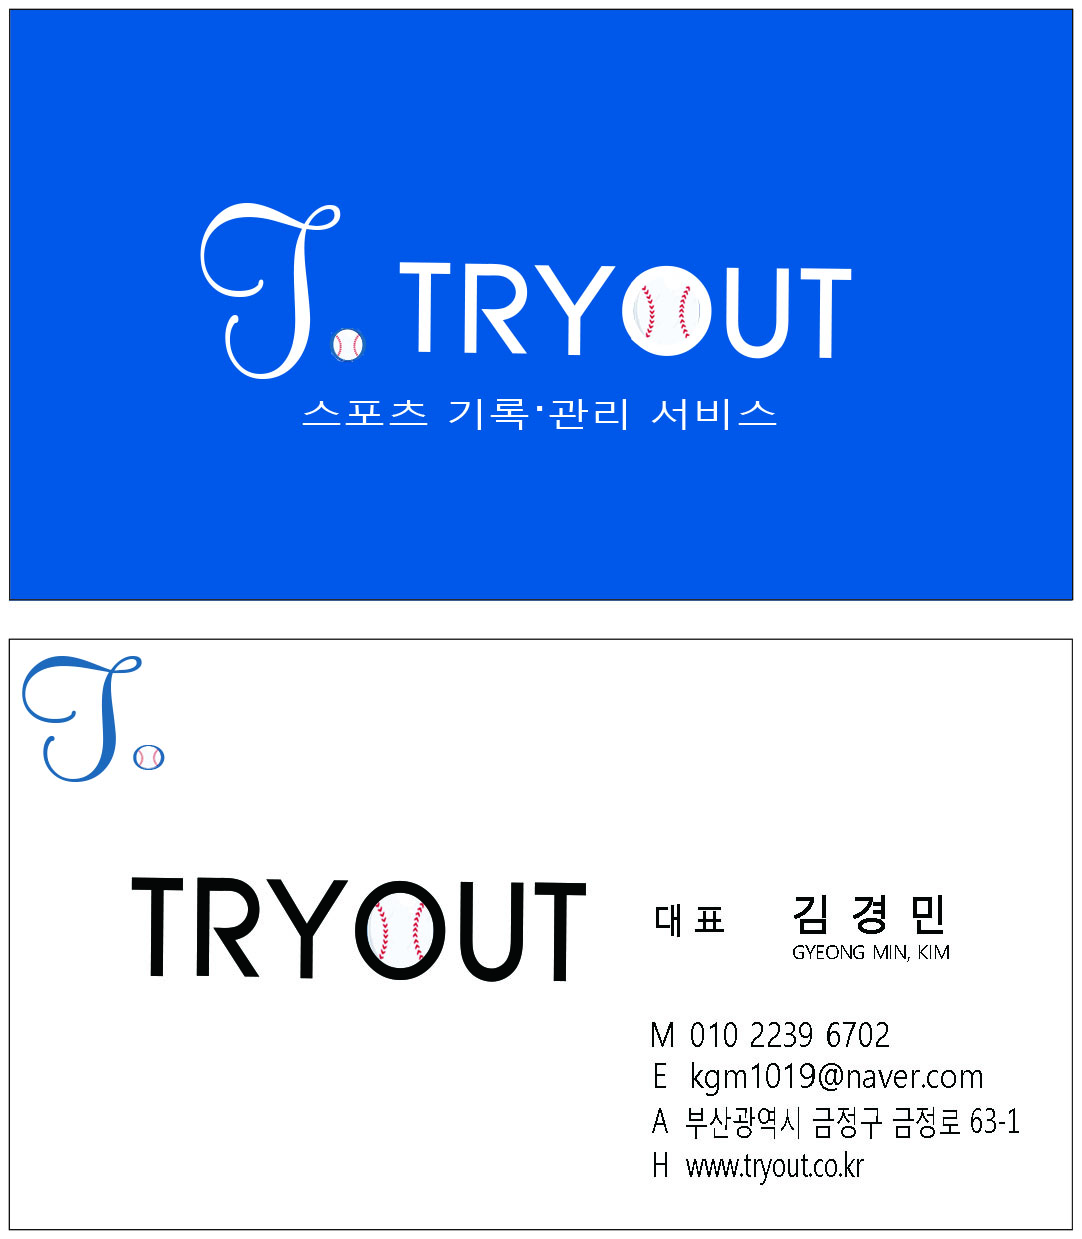 T. TRYOUT
스포츠 기록·관리 서비스
T.
TRYOUT
대표 김경민
GYEONG MIN, KIM
M 010 2239 6702
E kgm1019@naver.com
A 부산광역시 금정구 금정로 63-1
H www.tryout.co.kr